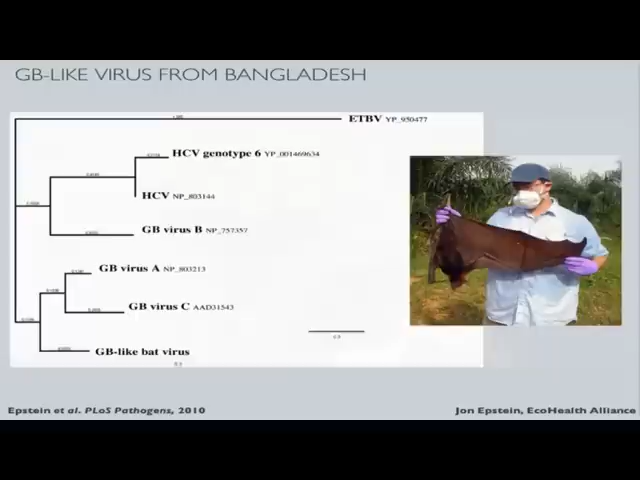 GB-LIKE VIRUS FROM BANGLADESH
ETBV YP_950477
HCV genotype 6 YP_001469634
HCV NP_803144
GB virus B NP_757357
GB virus A NP_803213
GB virus C AAD31543
GB-like bat virus
Epstein et al. PLoS Pathogens, 2010
Jon Epstein, EcoHealth Alliance